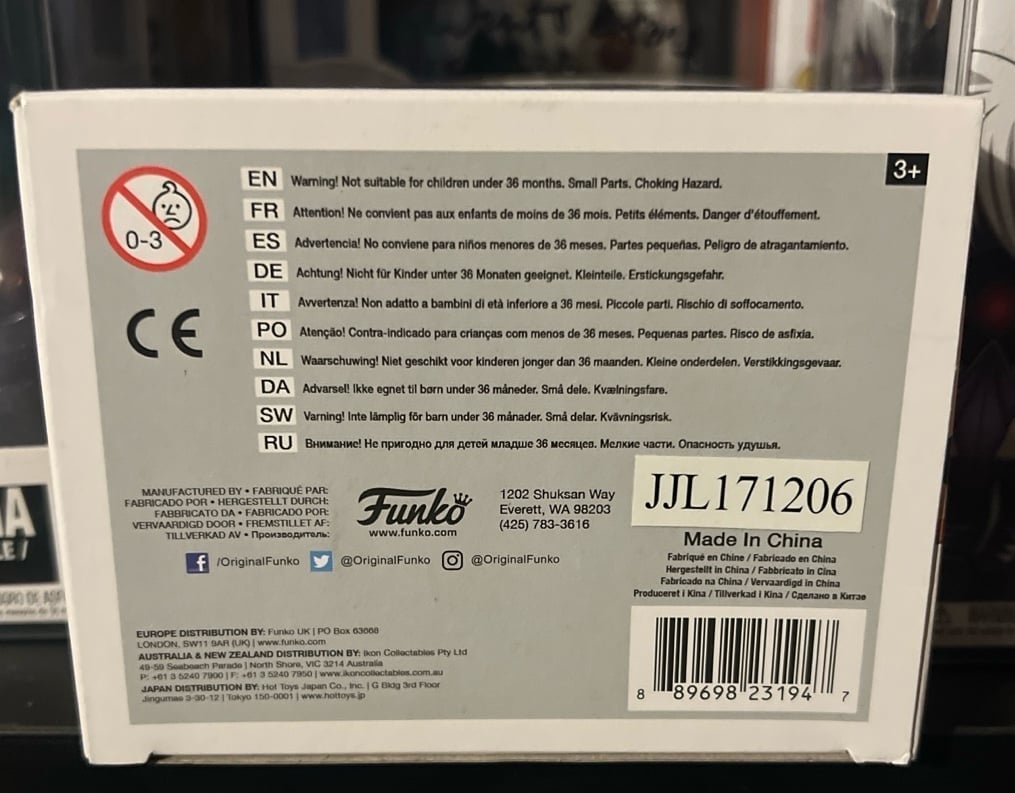 3+
0-3
CE
EN Warning! Not suitable for children under 36 months. Small Parts. Choking Hazard.
FR Attention! Ne convient pas aux enfants de moins de 36 mois. Petits éléments. Danger d'étouffement.
ES Advertencia! No conviene para niños menores de 36 meses. Partes pequeñas. Peligro de atragantamiento.
DE Achtung! Nicht für Kinder unter 36 Monaten geeignet. Kleinteile. Erstickungsgefahr.
IT Avvertenza! Non adatto a bambini di età inferiore a 36 mesi. Piccole parti. Rischio di soffocamento.
PO Atenção! Contra-indicado para crianças com menos de 36 meses. Pequenas partes. Risco de asfixia.
NL Waarschuwing! Niet geschikt voor kinderen jonger dan 36 maanden. Kleine onderdelen. Verstikkingsgevaar.
DA Advarsel! Ikke egnet til børn under 36 måneder. Små dele. Kvælningsfare.
SW Varning! Inte lämplig för barn under 36 månader. Små delar. Kvävningsrisk.
RU Внимание! Не пригодно для детей младше 36 месяцев. Мелкие части. Опасность удушья.
MANUFACTURED BY • FABRIQUÉ PAR:
FABRICADO POR • HERGESTELLT DURCH:
FABBRICATO DA • FABRICADO POR:
VERVAARDIGD DOOR • FREMSTILLET AF:
TILLVERKAD AV • Производитель:
Funko
www.funko.com
1202 Shuksan Way
Everett, WA 98203
(425) 783-3616
/OriginalFunko @OriginalFunko @OriginalFunko
JJL171206
Made In China
Fabriqué en Chine / Fabricado en China
Hergestellt in China / Fabbricato in Cina
Fabricado na China / Vervaardigd in China
Produceret i Kina / Tillverkad i Kina / Сделано в Китае
EUROPE DISTRIBUTION BY: Funko UK | PO Box 63668
LONDON, SW11 9AR (UK) | www.funko.com
AUSTRALIA & NEW ZEALAND DISTRIBUTION BY: Ikon Collectables Pty Ltd
49-59 Seabeach Parade | North Shore, VIC 3214 Australia
P: +61 3 5240 7900 | F: +61 3 5240 7950 | www.ikoncollectables.com.au
JAPAN DISTRIBUTION BY: Hot Toys Japan Co., Inc. | G Bldg 3rd Floor
Jingumae 3-30-12 | Tokyo 150-0001 | www.hottoys.jp
8 89698 23194 7